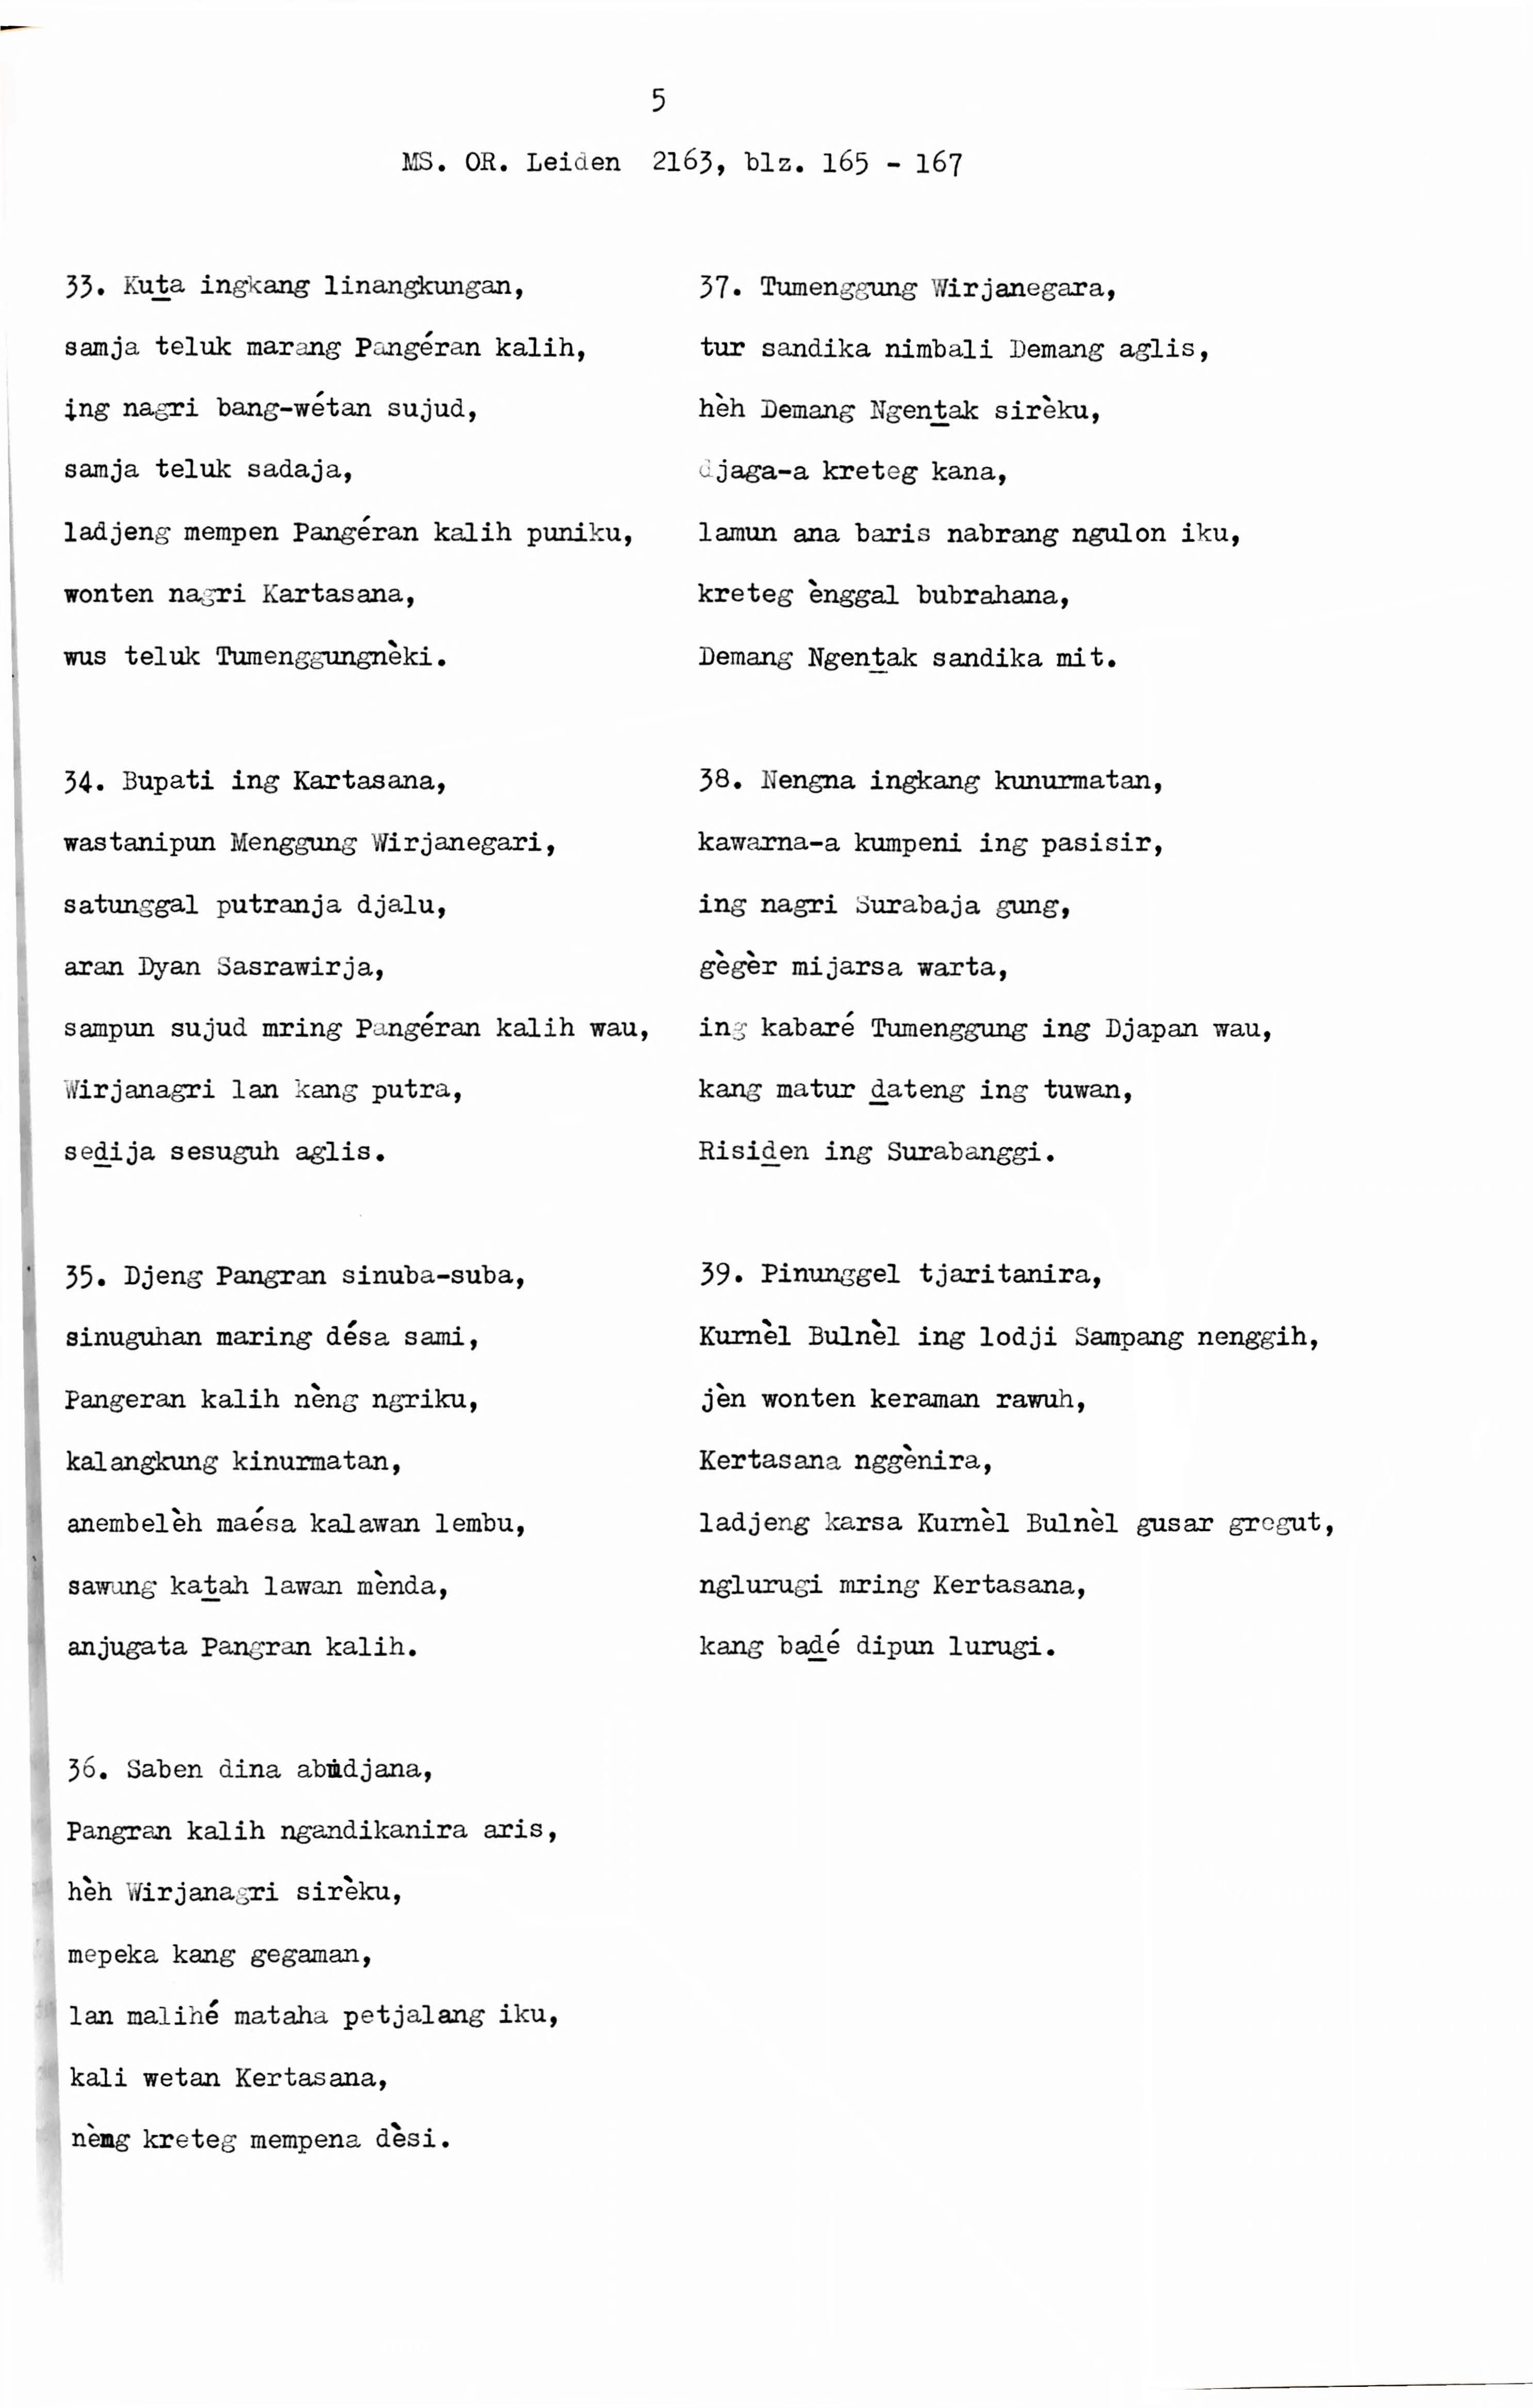 5
MS. OR. Leiden 2163, blz. 165 - 167
33. Kuṯa ingkang linangkungan,
samja teluk marang Pangéran kalih,
ing nagri bang-wétan sujud,
samja teluk sadaja,
ladjeng mempen Pangéran kalih puniku,
wonten nagri Kartasana,
wus teluk Tumenggungnèki.
34. Bupati ing Kartasana,
wastanipun Menggung Wirjanegari,
satunggal putranja djalu,
aran Dyan Sasrawirja,
sampun sujud mring Pangéran kalih wau,
Wirjanagri lan kang putra,
seḏija sesuguh aglis.
35. Djeng Pangran sinuba-suba,
sinuguhan maring désa sami,
Pangeran kalih nèng ngriku,
kalangkung kinurmatan,
anembelèh maésa kalawan lembu,
sawung kaṯah lawan mènda,
anjugata Pangran kalih.
36. Saben dina abudjana,
Pangran kalih ngandikanira aris,
hèh Wirjanagri sirèku,
mepeka kang gegaman,
lan malihé mataha petjalang iku,
kali wetan Kertasana,
nèng kreteg mempena dèsi.
37. Tumenggung Wirjanegara,
tur sandika nimbali Demang aglis,
hèh Demang Ngenṯak sirèku,
djaga-a kreteg kana,
lamun ana baris nabrang ngulon iku,
kreteg ènggal bubrahana,
Demang Ngenṯak sandika mit.
38. Nengna ingkang kunurmatan,
kawarna-a kumpeni ing pasisir,
ing nagri Surabaja gung,
gègèr mijarsa warta,
ing kabaré Tumenggung ing Djapan wau,
kang matur ḏateng ing tuwan,
Risiḏen ing Surabanggi.
39. Pinunggel tjaritanira,
Kurnèl Bulnèl ing lodji Sampang nenggih,
jèn wonten keraman rawuh,
Kertasana nggènira,
ladjeng karsa Kurnèl Bulnèl gusar gregut,
nglurugi mring Kertasana,
kang baḏé dipun lurugi.